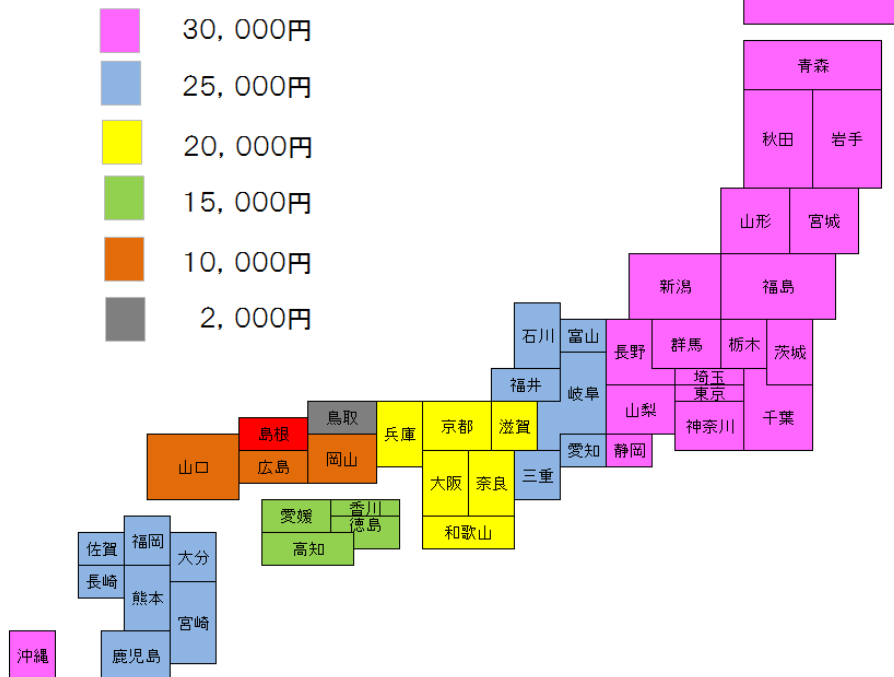 30,000円
25,000円
20,000円
15,000円
10,000円
2,000円
青森
秋田 岩手
山形 宮城
新潟 福島
石川 富山 長野 群馬 栃木 茨城
福井 岐阜 埼玉
東京
山梨 神奈川 千葉
島根 鳥取 兵庫 京都 滋賀
山口 広島 岡山 愛知 静岡
大阪 奈良 三重
愛媛 香川
徳島
和歌山
高知
佐賀 福岡 大分
長崎 熊本
宮崎
沖縄 鹿児島